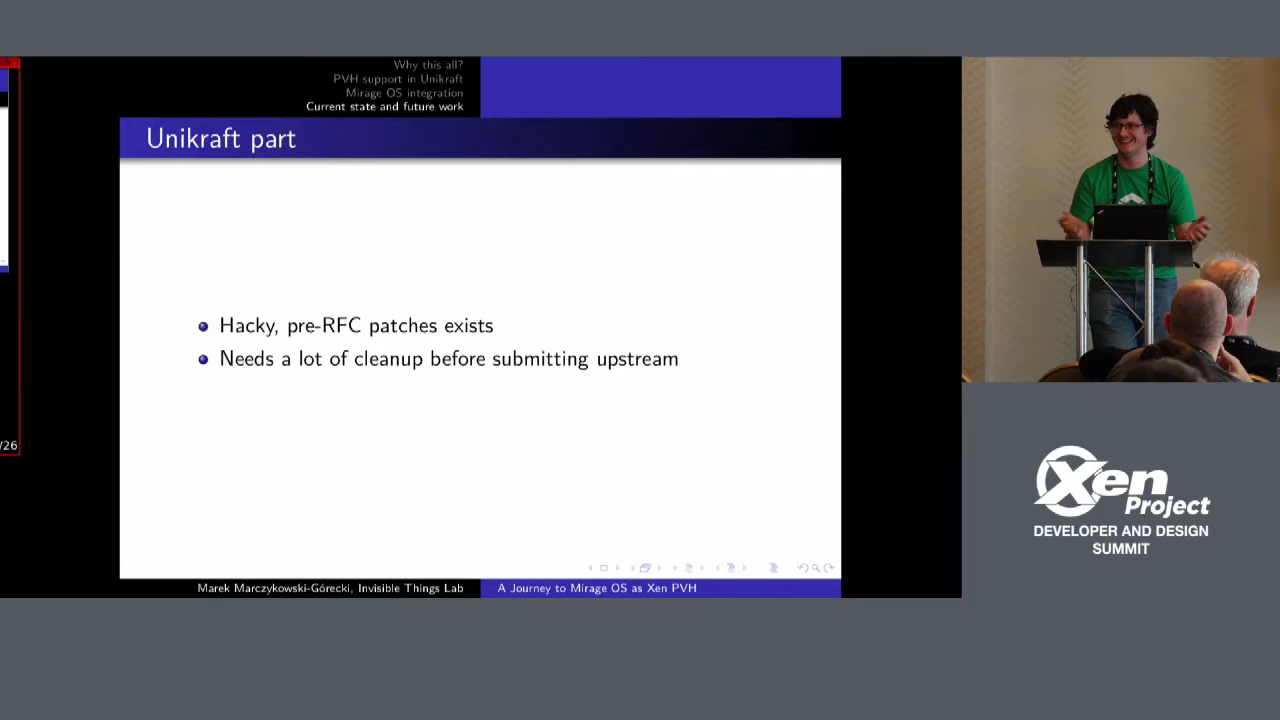 Why this all?
PVH support in Unikraft
Mirage OS integration
Current state and future work
Unikraft part
Hacky, pre-RFC patches exists
Needs a lot of cleanup before submitting upstream
/26
Marek Marczykowski-Górecki, Invisible Things Lab
A Journey to Mirage OS as Xen PVH
Xen
Project
DEVELOPER AND DESIGN
SUMMIT